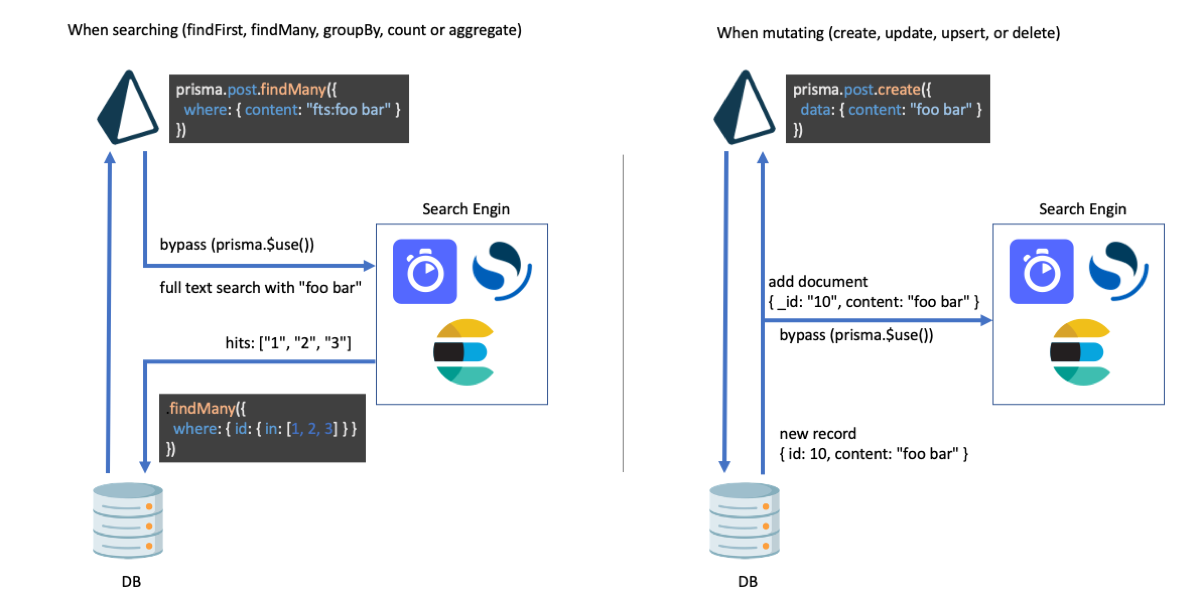 When searching (findFirst, findMany, groupBy, count or aggregate)
prisma.post.findMany({
where: { content: "fts:foo bar" }
})
Search Engin
bypass (prisma.$use())
full text search with "foo bar"
hits: ["1", "2", "3"]
.findMany({
where: { id: { in: [1, 2, 3] } }
})
DB
When mutating (create, update, upsert, or delete)
prisma.post.create({
data: { content: "foo bar" }
})
Search Engin
add document
{ _id: "10", content: "foo bar" }
bypass (prisma.$use())
new record
{ id: 10, content: "foo bar" }
DB